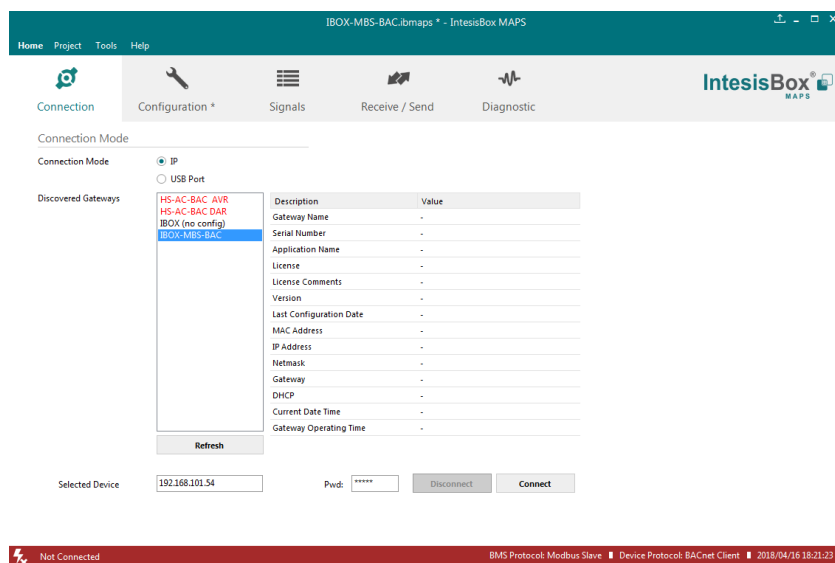 IBOX-MBS-BAC.ibmaps * - IntesisBox MAPS
Home Project Tools Help
Connection Configuration * Signals Receive / Send Diagnostic
IntesisBox®
MAPS
Connection Mode
Connection Mode IP
USB Port
Discovered Gateways
HS-AC-BAC AVR
HS-AC-BAC DAR
IBOX (no config)
IBOX-MBS-BAC
Description Value
Gateway Name -
Serial Number -
Application Name -
License -
License Comments -
Version -
Last Configuration Date -
MAC Address -
IP Address -
Netmask -
Gateway -
DHCP -
Current Date Time -
Gateway Operating Time -
Refresh
Selected Device 192.168.101.54 Pwd: ***** Disconnect Connect
Not Connected BMS Protocol: Modbus Slave Device Protocol: BACnet Client 2018/04/16 18:21:23